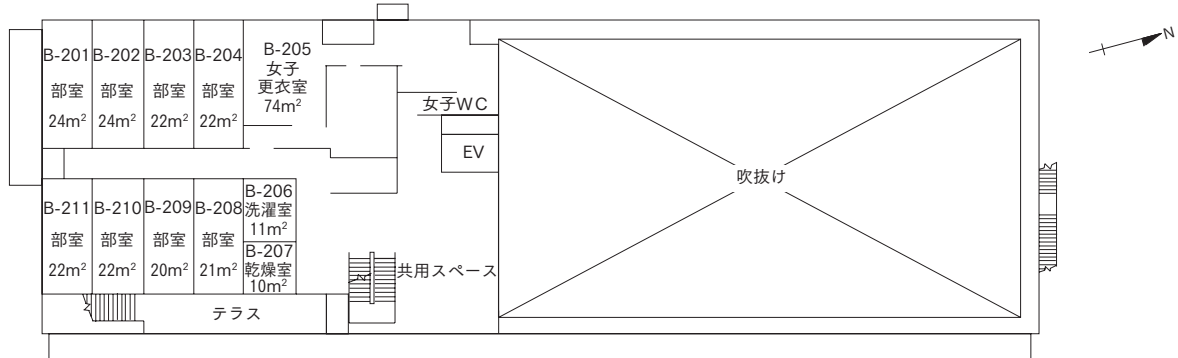 B-201
部室
24m²
B-202
部室
24m²
B-203
部室
22m²
B-204
部室
22m²
B-205
女子
更衣室
74m²
女子WC
EV
吹抜け
N
B-211
部室
22m²
B-210
部室
22m²
B-209
部室
20m²
B-208
部室
21m²
B-206
洗濯室
11m²
B-207
乾燥室
10m²
共用スペース
テラス